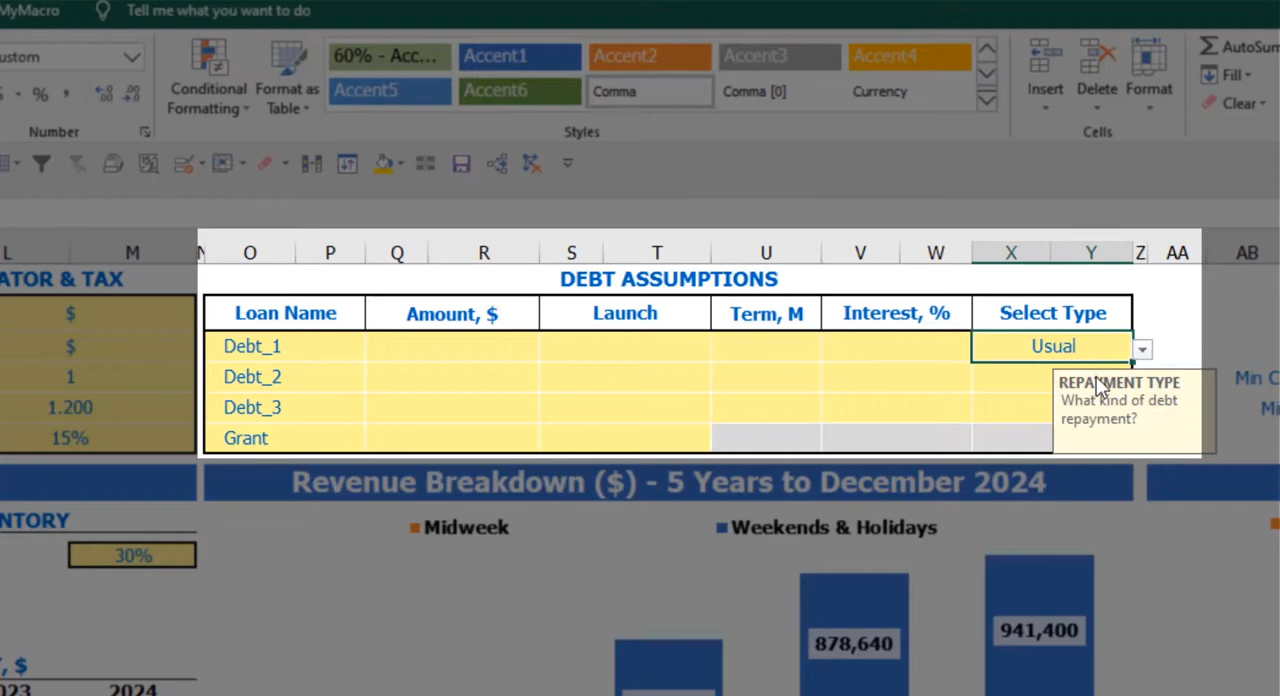 MyMacro Tell me what you want to do
ustom
60% - Acc... Accent1 Accent2 Accent3 Accent4
Accent5 Accent6 Comma Comma [0] Currency
Conditional Formatting
Format as Table
Insert Delete Format
AutoSum
Fill
Clear
% ,
Number Styles Cells
L M N O P Q R S T U V W X Y Z AA AB
ATOR & TAX DEBT ASSUMPTIONS
$ Loan Name Amount, $ Launch Term, M Interest, % Select Type
$ Debt_1 Usual
1 Debt_2 Min C
REPAYMENT TYPE
What kind of debt
repayment?
1.200 Debt_3
15% Grant
Revenue Breakdown ($) - 5 Years to December 2024
NTORY
Midweek Weekends & Holidays
30%
941,400
878,640
, $
023 2024